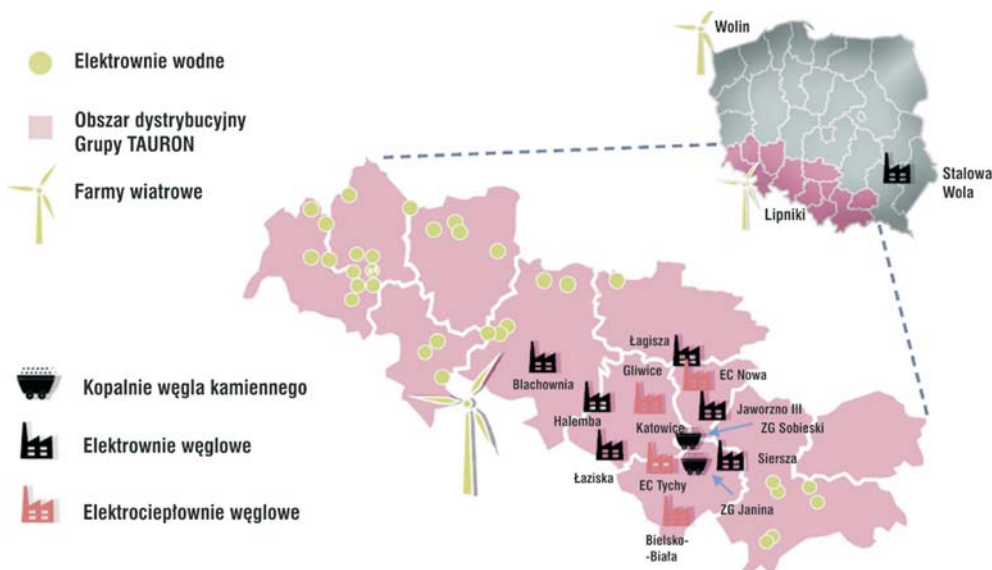 Wolin
Elektrownie wodne
Obszar dystrybucyjny
Grupy TAURON
Farmy wiatrowe
Stalowa
Wola
Lipniki
Kopalnie węgla kamiennego
Elektrownie węglowe
Elektrociepłownie węglowe
Łagisza
Gliwice
EC Nowa
Blachownia
Jaworzno III
Halemba
Katowice
ZG Sobieski
Siersza
Łaziska
EC Tychy
ZG Janina
Bielsko-
-Biała